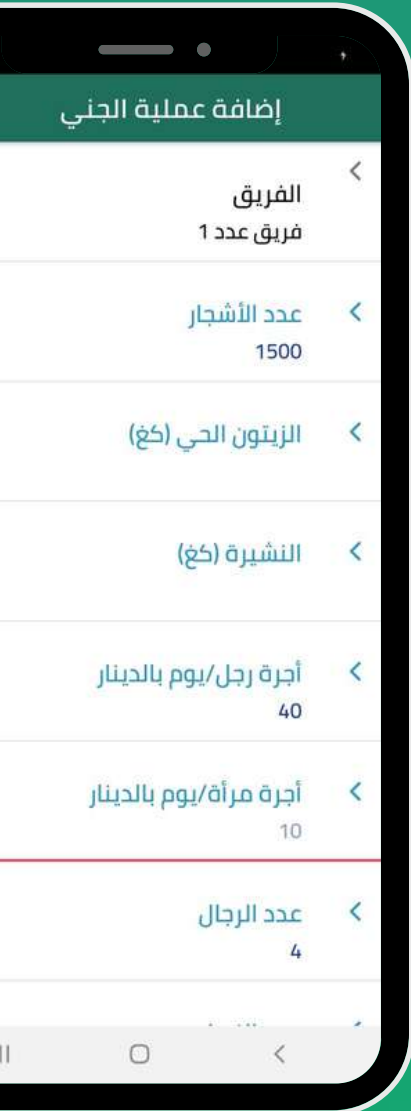 إضافة عملية الجني
الفريق
فريق عدد 1
عدد الأشجار
1500
الزيتون الحي (كغ)
النشيرة (كغ)
أجرة رجل/يوم بالدينار
40
أجرة مرأة/يوم بالدينار
10
عدد الرجال
4